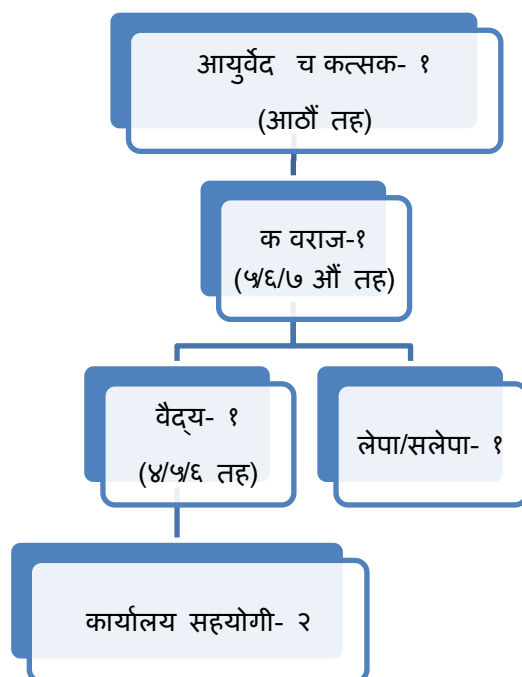 आयुर्वेद च कत्सक- १
(आठौं तह)
क वराज-१
(५/६/७ औं तह)
वैद्य- १
(४/५/६ तह)
लेपा/सलेपा- १
कार्यालय सहयोगी- २